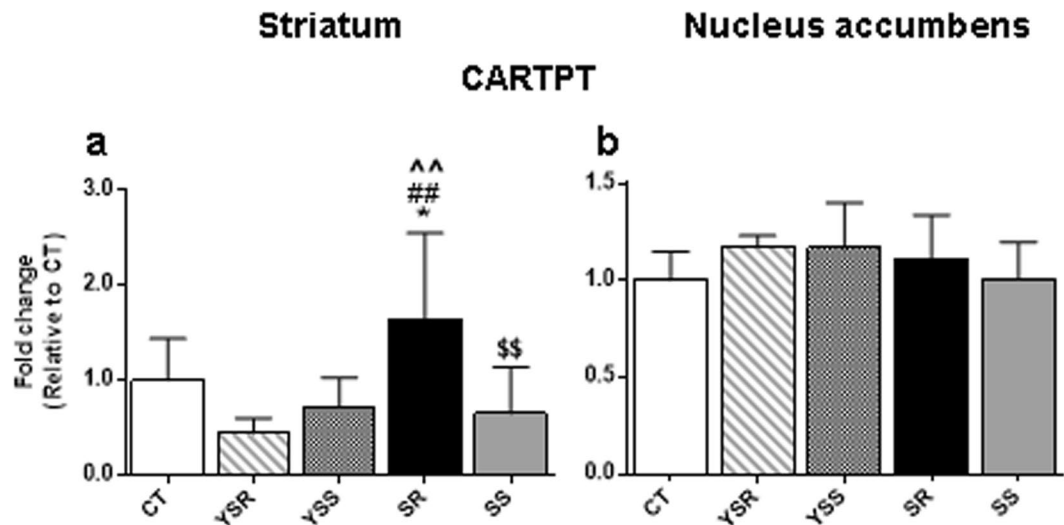 Striatum Nucleus accumbens
CARTPT
a
^^
##
*
$$
3.0
2.0
1.0
0.0
Fold change
(Relative to CT)
CT YSR YSS SR SS
b
1.5
1.0
0.5
0.0
CT YSR YSS SR SS